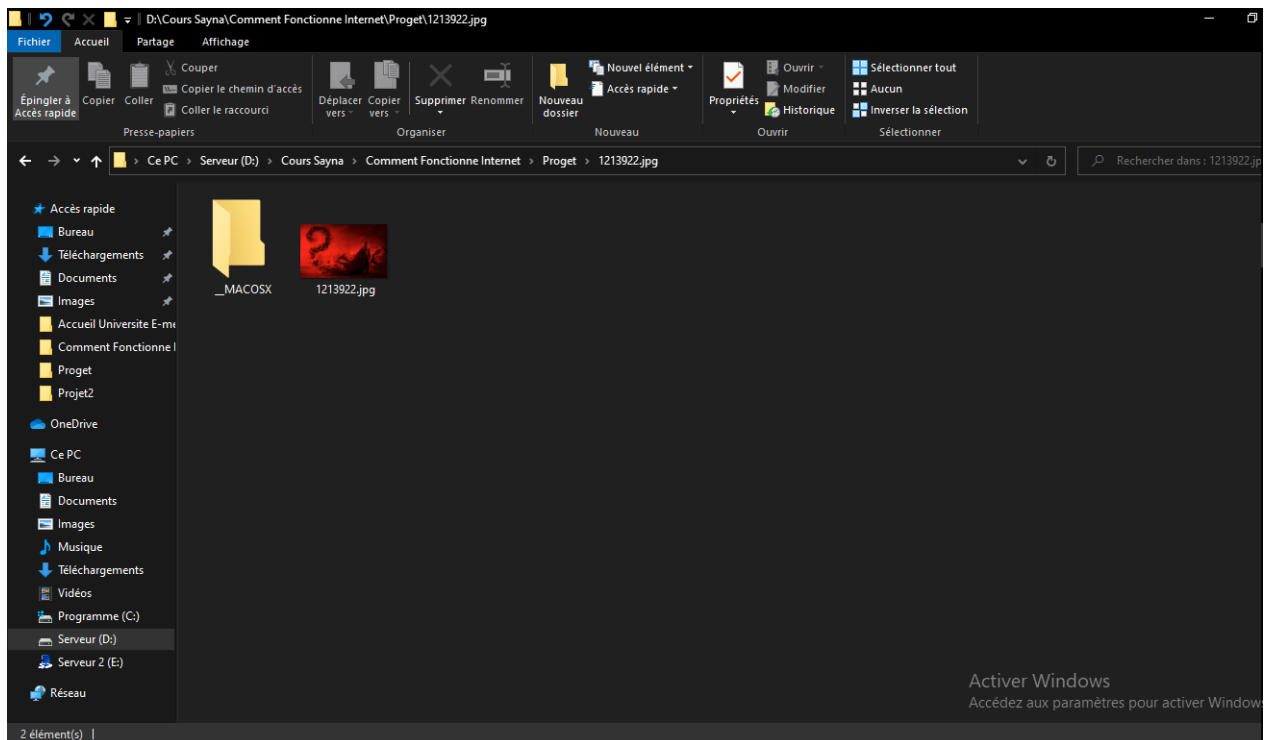 D:\Cours Sayna\Comment Fonctionne Internet\Proget\1213922.jpg
Fichier Accueil Partage Affichage
Épingler à Accès rapide
Copier
Coller
Couper
Copier le chemin d'accès
Coller le raccourci
Presse-papiers
Déplacer vers
Copier vers
Supprimer
Renommer
Organiser
Nouveau dossier
Nouvel élément
Accès rapide
Nouveau
Propriétés
Ouvrir
Modifier
Historique
Ouvrir
Sélectionner tout
Aucun
Inverser la sélection
Sélectionner
Ce PC > Serveur (D:) > Cours Sayna > Comment Fonctionne Internet > Proget > 1213922.jpg
Rechercher dans : 1213922.jp
Accès rapide
Bureau
Téléchargements
Documents
Images
Accueil Universite E-me
Comment Fonctionne I
Proget
Projet2
OneDrive
Ce PC
Bureau
Documents
Images
Musique
Téléchargements
Vidéos
Programme (C:)
Serveur (D:)
Serveur 2 (E:)
Réseau
__MACOSX
1213922.jpg
Activer Windows
Accédez aux paramètres pour activer Window
2 élément(s)